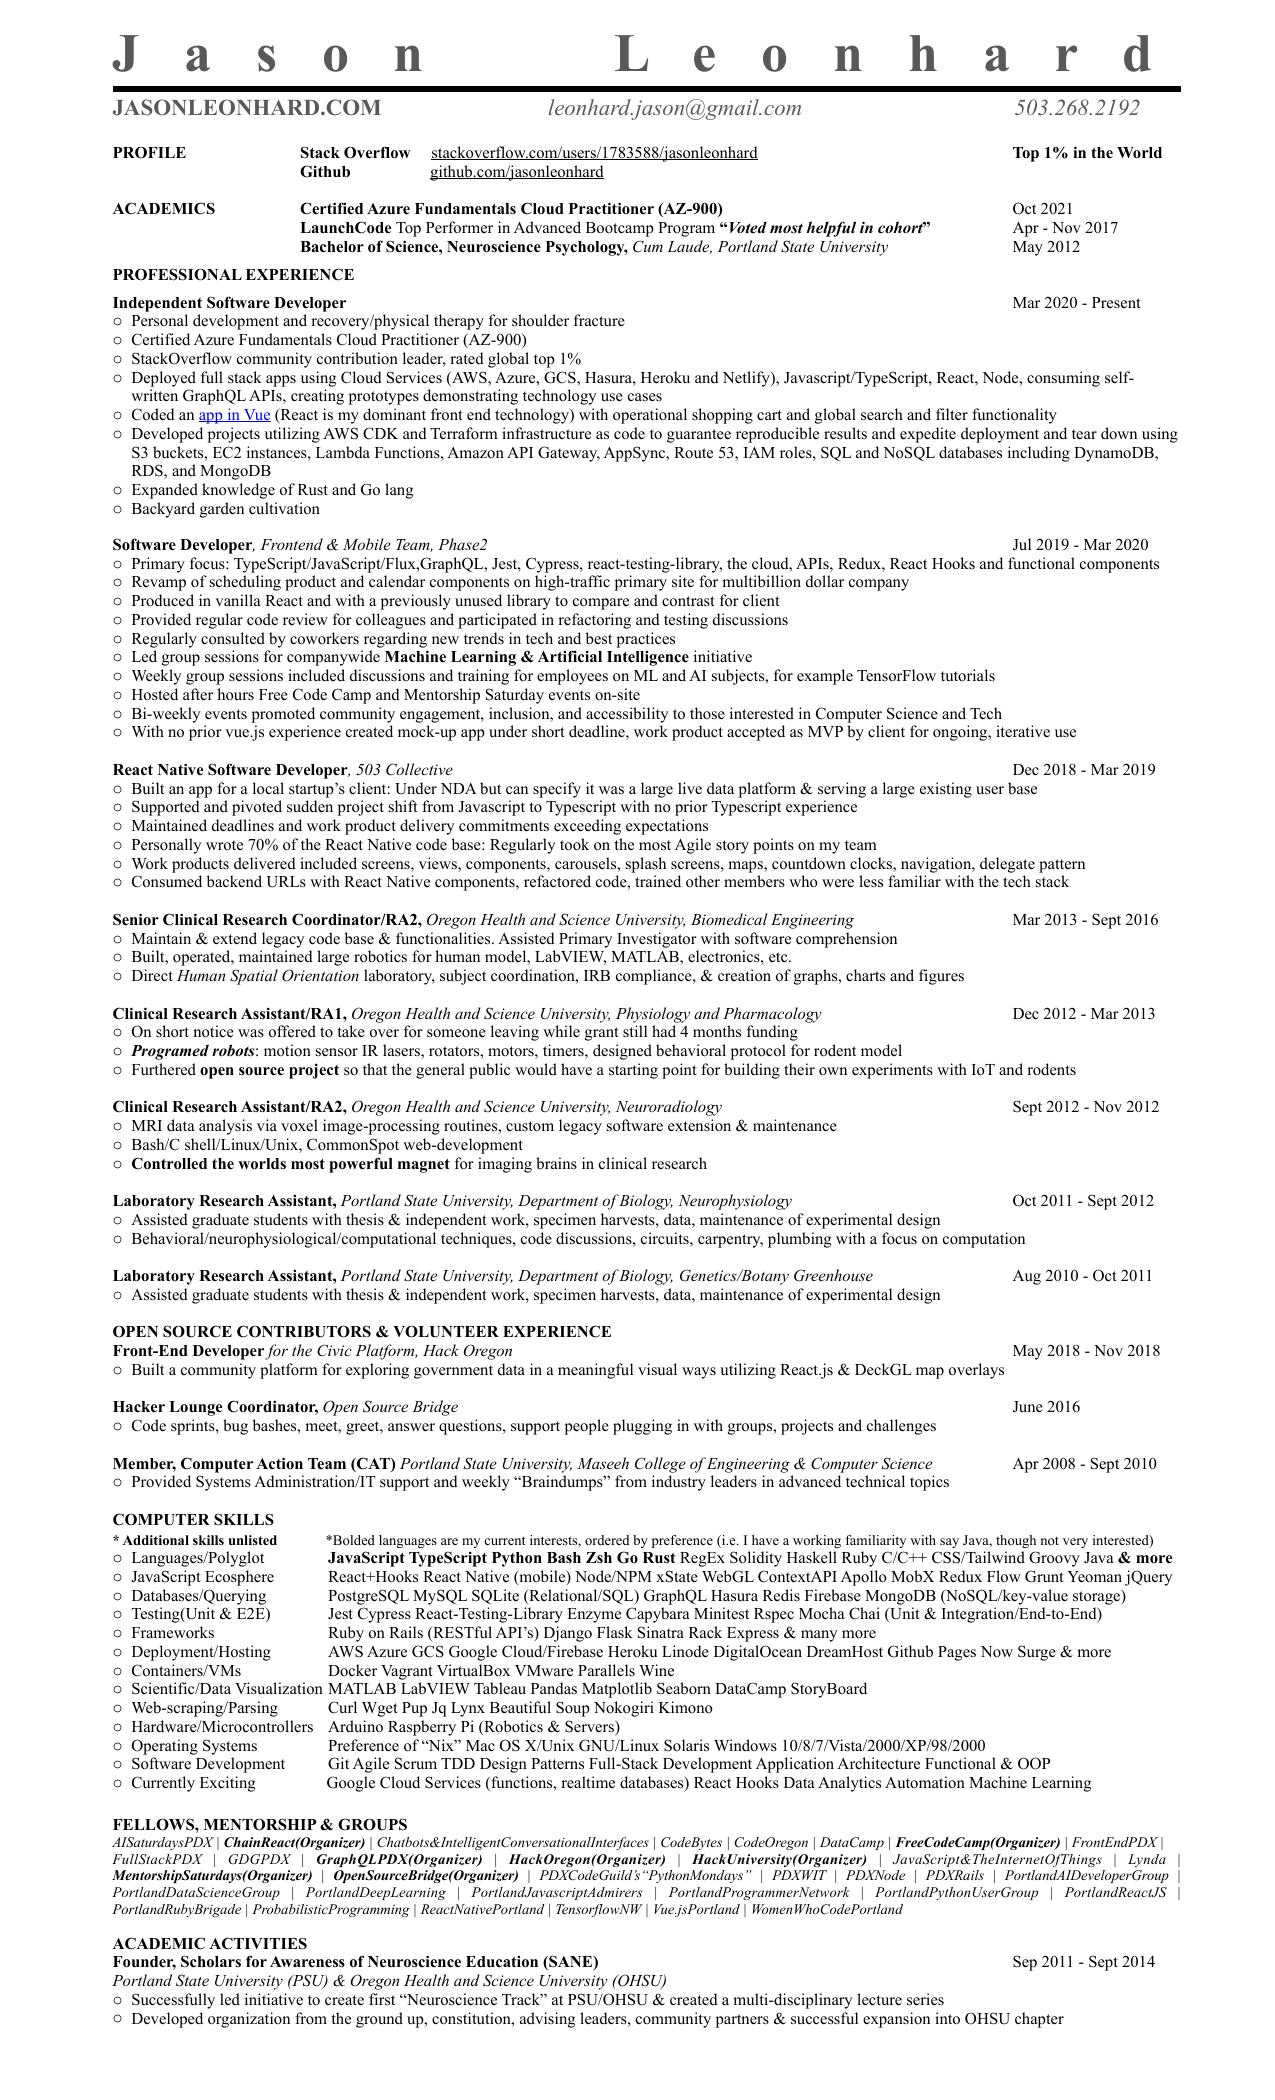 Jason Leonhard
JASONLEONHARD.COM leonhard.jason@gmail.com 503.268.2192
PROFILE Stack Overflow stackoverflow.com/users/1783588/jasonleonhard Top 1% in the World
Github github.com/jasonleonhard
ACADEMICS Certified Azure Fundamentals Cloud Practitioner (AZ-900) Oct 2021
LaunchCode Top Performer in Advanced Bootcamp Program “Voted most helpful in cohort” Apr - Nov 2017
Bachelor of Science, Neuroscience Psychology, Cum Laude, Portland State University May 2012
PROFESSIONAL EXPERIENCE
Independent Software Developer Mar 2020 - Present
○ Personal development and recovery/physical therapy for shoulder fracture
○ Certified Azure Fundamentals Cloud Practitioner (AZ-900)
○ StackOverflow community contribution leader, rated global top 1%
○ Deployed full stack apps using Cloud Services (AWS, Azure, GCS, Hasura, Heroku and Netlify), Javascript/TypeScript, React, Node, consuming self-
written GraphQL APIs, creating prototypes demonstrating technology use cases
○ Coded an app in Vue (React is my dominant front end technology) with operational shopping cart and global search and filter functionality
○ Developed projects utilizing AWS CDK and Terraform infrastructure as code to guarantee reproducible results and expedite deployment and tear down using
S3 buckets, EC2 instances, Lambda Functions, Amazon API Gateway, AppSync, Route 53, IAM roles, SQL and NoSQL databases including DynamoDB,
RDS, and MongoDB
○ Expanded knowledge of Rust and Go lang
○ Backyard garden cultivation
Software Developer, Frontend & Mobile Team, Phase2 Jul 2019 - Mar 2020
○ Primary focus: TypeScript/JavaScript/Flux,GraphQL, Jest, Cypress, react-testing-library, the cloud, APIs, Redux, React Hooks and functional components
○ Revamp of scheduling product and calendar components on high-traffic primary site for multibillion dollar company
○ Produced in vanilla React and with a previously unused library to compare and contrast for client
○ Provided regular code review for colleagues and participated in refactoring and testing discussions
○ Regularly consulted by coworkers regarding new trends in tech and best practices
○ Led group sessions for companywide Machine Learning & Artificial Intelligence initiative
○ Weekly group sessions included discussions and training for employees on ML and AI subjects, for example TensorFlow tutorials
○ Hosted after hours Free Code Camp and Mentorship Saturday events on-site
○ Bi-weekly events promoted community engagement, inclusion, and accessibility to those interested in Computer Science and Tech
○ With no prior vue.js experience created mock-up app under short deadline, work product accepted as MVP by client for ongoing, iterative use
React Native Software Developer, 503 Collective Dec 2018 - Mar 2019
○ Built an app for a local startup’s client: Under NDA but can specify it was a large live data platform & serving a large existing user base
○ Supported and pivoted sudden project shift from Javascript to Typescript with no prior Typescript experience
○ Maintained deadlines and work product delivery commitments exceeding expectations
○ Personally wrote 70% of the React Native code base: Regularly took on the most Agile story points on my team
○ Work products delivered included screens, views, components, carousels, splash screens, maps, countdown clocks, navigation, delegate pattern
○ Consumed backend URLs with React Native components, refactored code, trained other members who were less familiar with the tech stack
Senior Clinical Research Coordinator/RA2, Oregon Health and Science University, Biomedical Engineering Mar 2013 - Sept 2016
○ Maintain & extend legacy code base & functionalities. Assisted Primary Investigator with software comprehension
○ Built, operated, maintained large robotics for human model, LabVIEW, MATLAB, electronics, etc.
○ Direct Human Spatial Orientation laboratory, subject coordination, IRB compliance, & creation of graphs, charts and figures
Clinical Research Assistant/RA1, Oregon Health and Science University, Physiology and Pharmacology Dec 2012 - Mar 2013
○ On short notice was offered to take over for someone leaving while grant still had 4 months funding
○ Programed robots: motion sensor IR lasers, rotators, motors, timers, designed behavioral protocol for rodent model
○ Furthered open source project so that the general public would have a starting point for building their own experiments with IoT and rodents
Clinical Research Assistant/RA2, Oregon Health and Science University, Neuroradiology Sept 2012 - Nov 2012
○ MRI data analysis via voxel image-processing routines, custom legacy software extension & maintenance
○ Bash/C shell/Linux/Unix, CommonSpot web-development
○ Controlled the worlds most powerful magnet for imaging brains in clinical research
Laboratory Research Assistant, Portland State University, Department of Biology, Neurophysiology Oct 2011 - Sept 2012
○ Assisted graduate students with thesis & independent work, specimen harvests, data, maintenance of experimental design
○ Behavioral/neurophysiological/computational techniques, code discussions, circuits, carpentry, plumbing with a focus on computation
Laboratory Research Assistant, Portland State University, Department of Biology, Genetics/Botany Greenhouse Aug 2010 - Oct 2011
○ Assisted graduate students with thesis & independent work, specimen harvests, data, maintenance of experimental design
OPEN SOURCE CONTRIBUTORS & VOLUNTEER EXPERIENCE
Front-End Developer for the Civic Platform, Hack Oregon May 2018 - Nov 2018
○ Built a community platform for exploring government data in a meaningful visual ways utilizing React.js & DeckGL map overlays
Hacker Lounge Coordinator, Open Source Bridge June 2016
○ Code sprints, bug bashes, meet, greet, answer questions, support people plugging in with groups, projects and challenges
Member, Computer Action Team (CAT) Portland State University, Maseeh College of Engineering & Computer Science Apr 2008 - Sept 2010
○ Provided Systems Administration/IT support and weekly “Braindumps” from industry leaders in advanced technical topics
COMPUTER SKILLS
* Additional skills unlisted *Bolded languages are my current interests, ordered by preference (i.e. I have a working familiarity with say Java, though not very interested)
○ Languages/Polyglot JavaScript TypeScript Python Bash Zsh Go Rust RegEx Solidity Haskell Ruby C/C++ CSS/Tailwind Groovy Java & more
○ JavaScript Ecosphere React+Hooks React Native (mobile) Node/NPM xState WebGL ContextAPI Apollo MobX Redux Flow Grunt Yeoman jQuery
○ Databases/Querying PostgreSQL MySQL SQLite (Relational/SQL) GraphQL Hasura Redis Firebase MongoDB (NoSQL/key-value storage)
○ Testing(Unit & E2E) Jest Cypress React-Testing-Library Enzyme Capybara Minitest Rspec Mocha Chai (Unit & Integration/End-to-End)
○ Frameworks Ruby on Rails (RESTful API’s) Django Flask Sinatra Rack Express & many more
○ Deployment/Hosting AWS Azure GCS Google Cloud/Firebase Heroku Linode DigitalOcean DreamHost Github Pages Now Surge & more
○ Containers/VMs Docker Vagrant VirtualBox VMware Parallels Wine
○ Scientific/Data Visualization MATLAB LabVIEW Tableau Pandas Matplotlib Seaborn DataCamp StoryBoard
○ Web-scraping/Parsing Curl Wget Pup Jq Lynx Beautiful Soup Nokogiri Kimono
○ Hardware/Microcontrollers Arduino Raspberry Pi (Robotics & Servers)
○ Operating Systems Preference of “Nix” Mac OS X/Unix GNU/Linux Solaris Windows 10/8/7/Vista/2000/XP/98/2000
○ Software Development Git Agile Scrum TDD Design Patterns Full-Stack Development Application Architecture Functional & OOP
○ Currently Exciting Google Cloud Services (functions, realtime databases) React Hooks Data Analytics Automation Machine Learning
FELLOWS, MENTORSHIP & GROUPS
AISaturdaysPDX | ChainReact(Organizer) | Chatbots&IntelligentConversationalInterfaces | CodeBytes | CodeOregon | DataCamp | FreeCodeCamp(Organizer) | FrontEndPDX |
FullStackPDX | GDGPDX | GraphQLPDX(Organizer) | HackOregon(Organizer) | HackUniversity(Organizer) | JavaScript&TheInternetOfThings | Lynda |
MentorshipSaturdays(Organizer) | OpenSourceBridge(Organizer) | PDXCodeGuild’s“PythonMondays” | PDXWIT | PDXNode | PDXRails | PortlandAIDeveloperGroup |
PortlandDataScienceGroup | PortlandDeepLearning | PortlandJavascriptAdmirers | PortlandProgrammerNetwork | PortlandPythonUserGroup | PortlandReactJS |
PortlandRubyBrigade | ProbabilisticProgramming | ReactNativePortland | TensorflowNW | Vue.jsPortland | WomenWhoCodePortland
ACADEMIC ACTIVITIES
Founder, Scholars for Awareness of Neuroscience Education (SANE) Sep 2011 - Sept 2014
Portland State University (PSU) & Oregon Health and Science University (OHSU)
○ Successfully led initiative to create first “Neuroscience Track” at PSU/OHSU & created a multi-disciplinary lecture series
○ Developed organization from the ground up, constitution, advising leaders, community partners & successful expansion into OHSU chapter